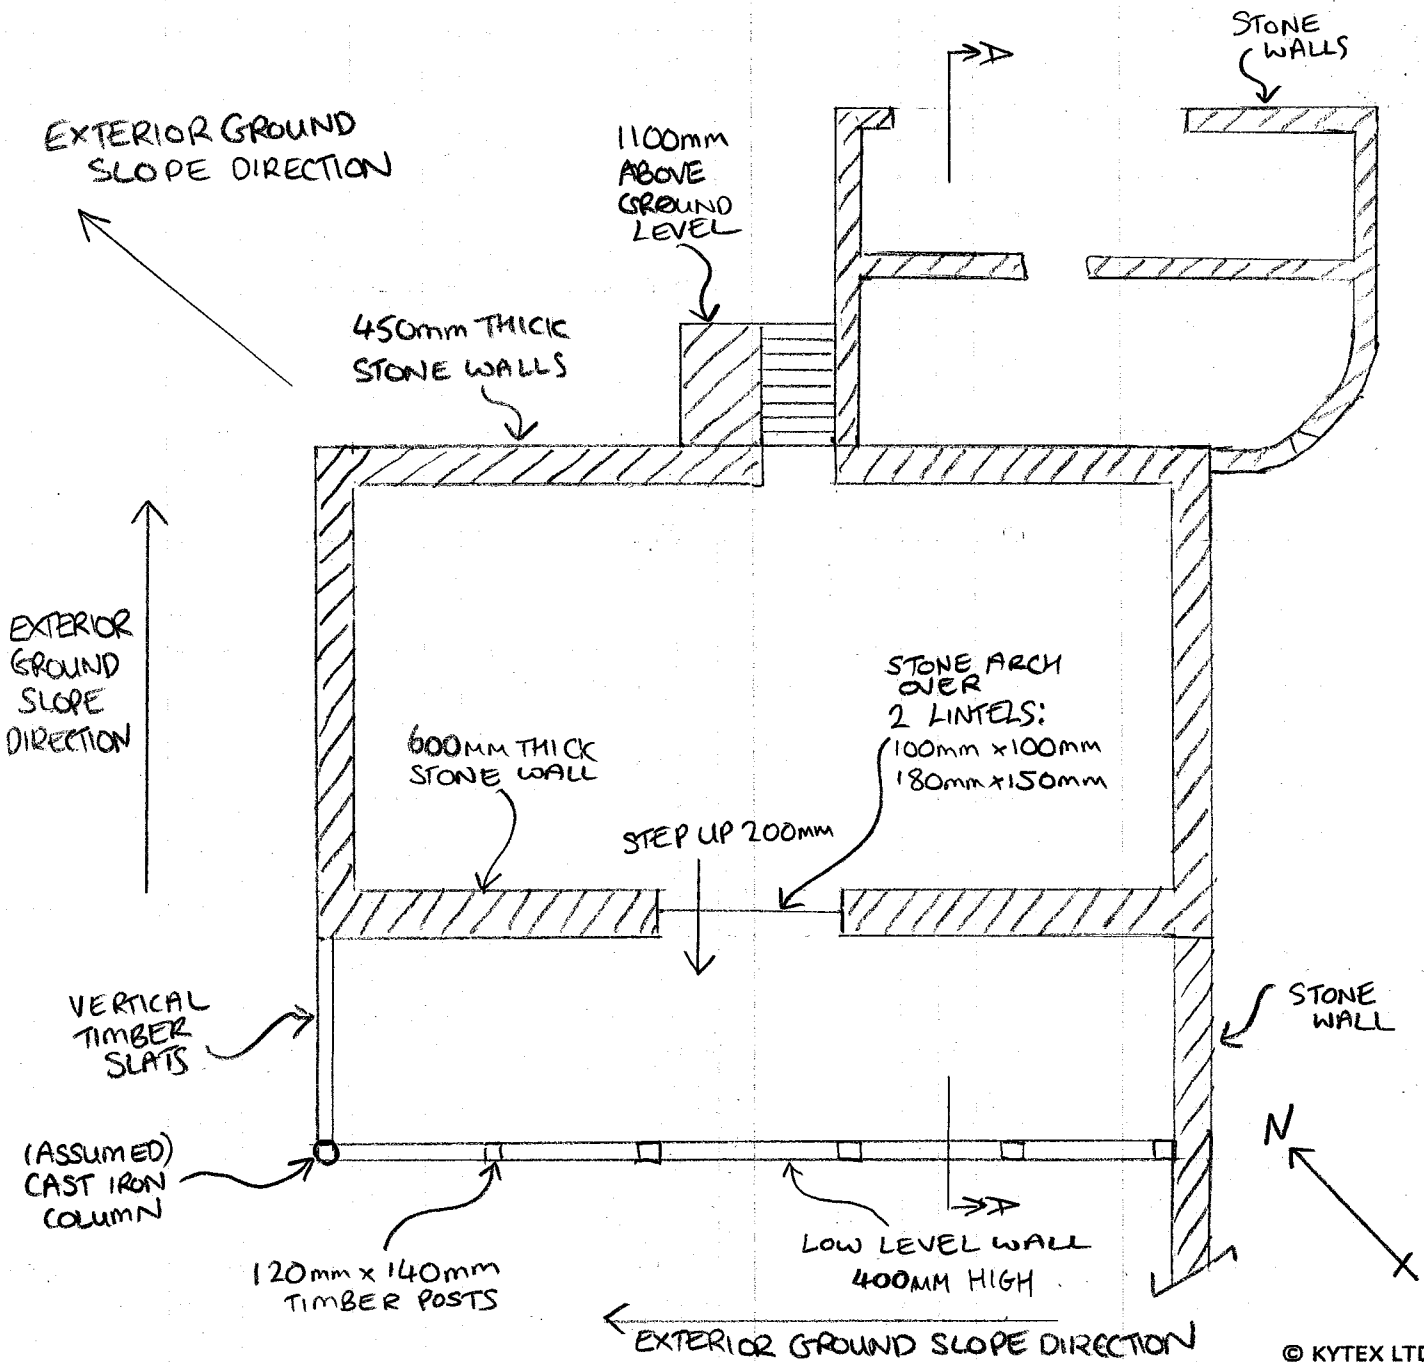 STONE
WALLS
A
EXTERIOR GROUND
SLOPE DIRECTION
1100mm
ABOVE
GROUND
LEVEL
450mm THICK
STONE WALLS
EXTERIOR
GROUND
SLOPE
DIRECTION
STONE ARCH
OVER
2 LINTELS:
100mm x 100mm
180mm x 150mm
600MM THICK
STONE WALL
STEP UP 200mm
VERTICAL
TIMBER
SLATS
STONE
WALL
N
(ASSUMED)
CAST IRON
COLUMN
A
LOW LEVEL WALL
400MM HIGH
120mm x 140mm
TIMBER POSTS
X
EXTERIOR GROUND SLOPE DIRECTION
© KYTEX LTD